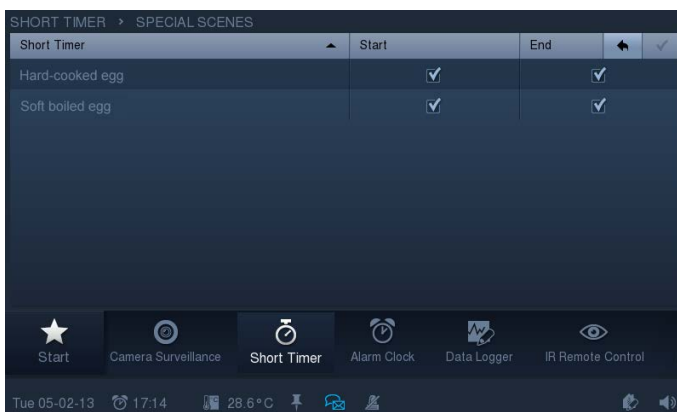 SHORT TIMER › SPECIAL SCENES
Short Timer Start End
Hard-cooked egg
Soft boiled egg
Start Camera Surveillance Short Timer Alarm Clock Data Logger IR Remote Control
Tue 05-02-13 17:14 28.6°C